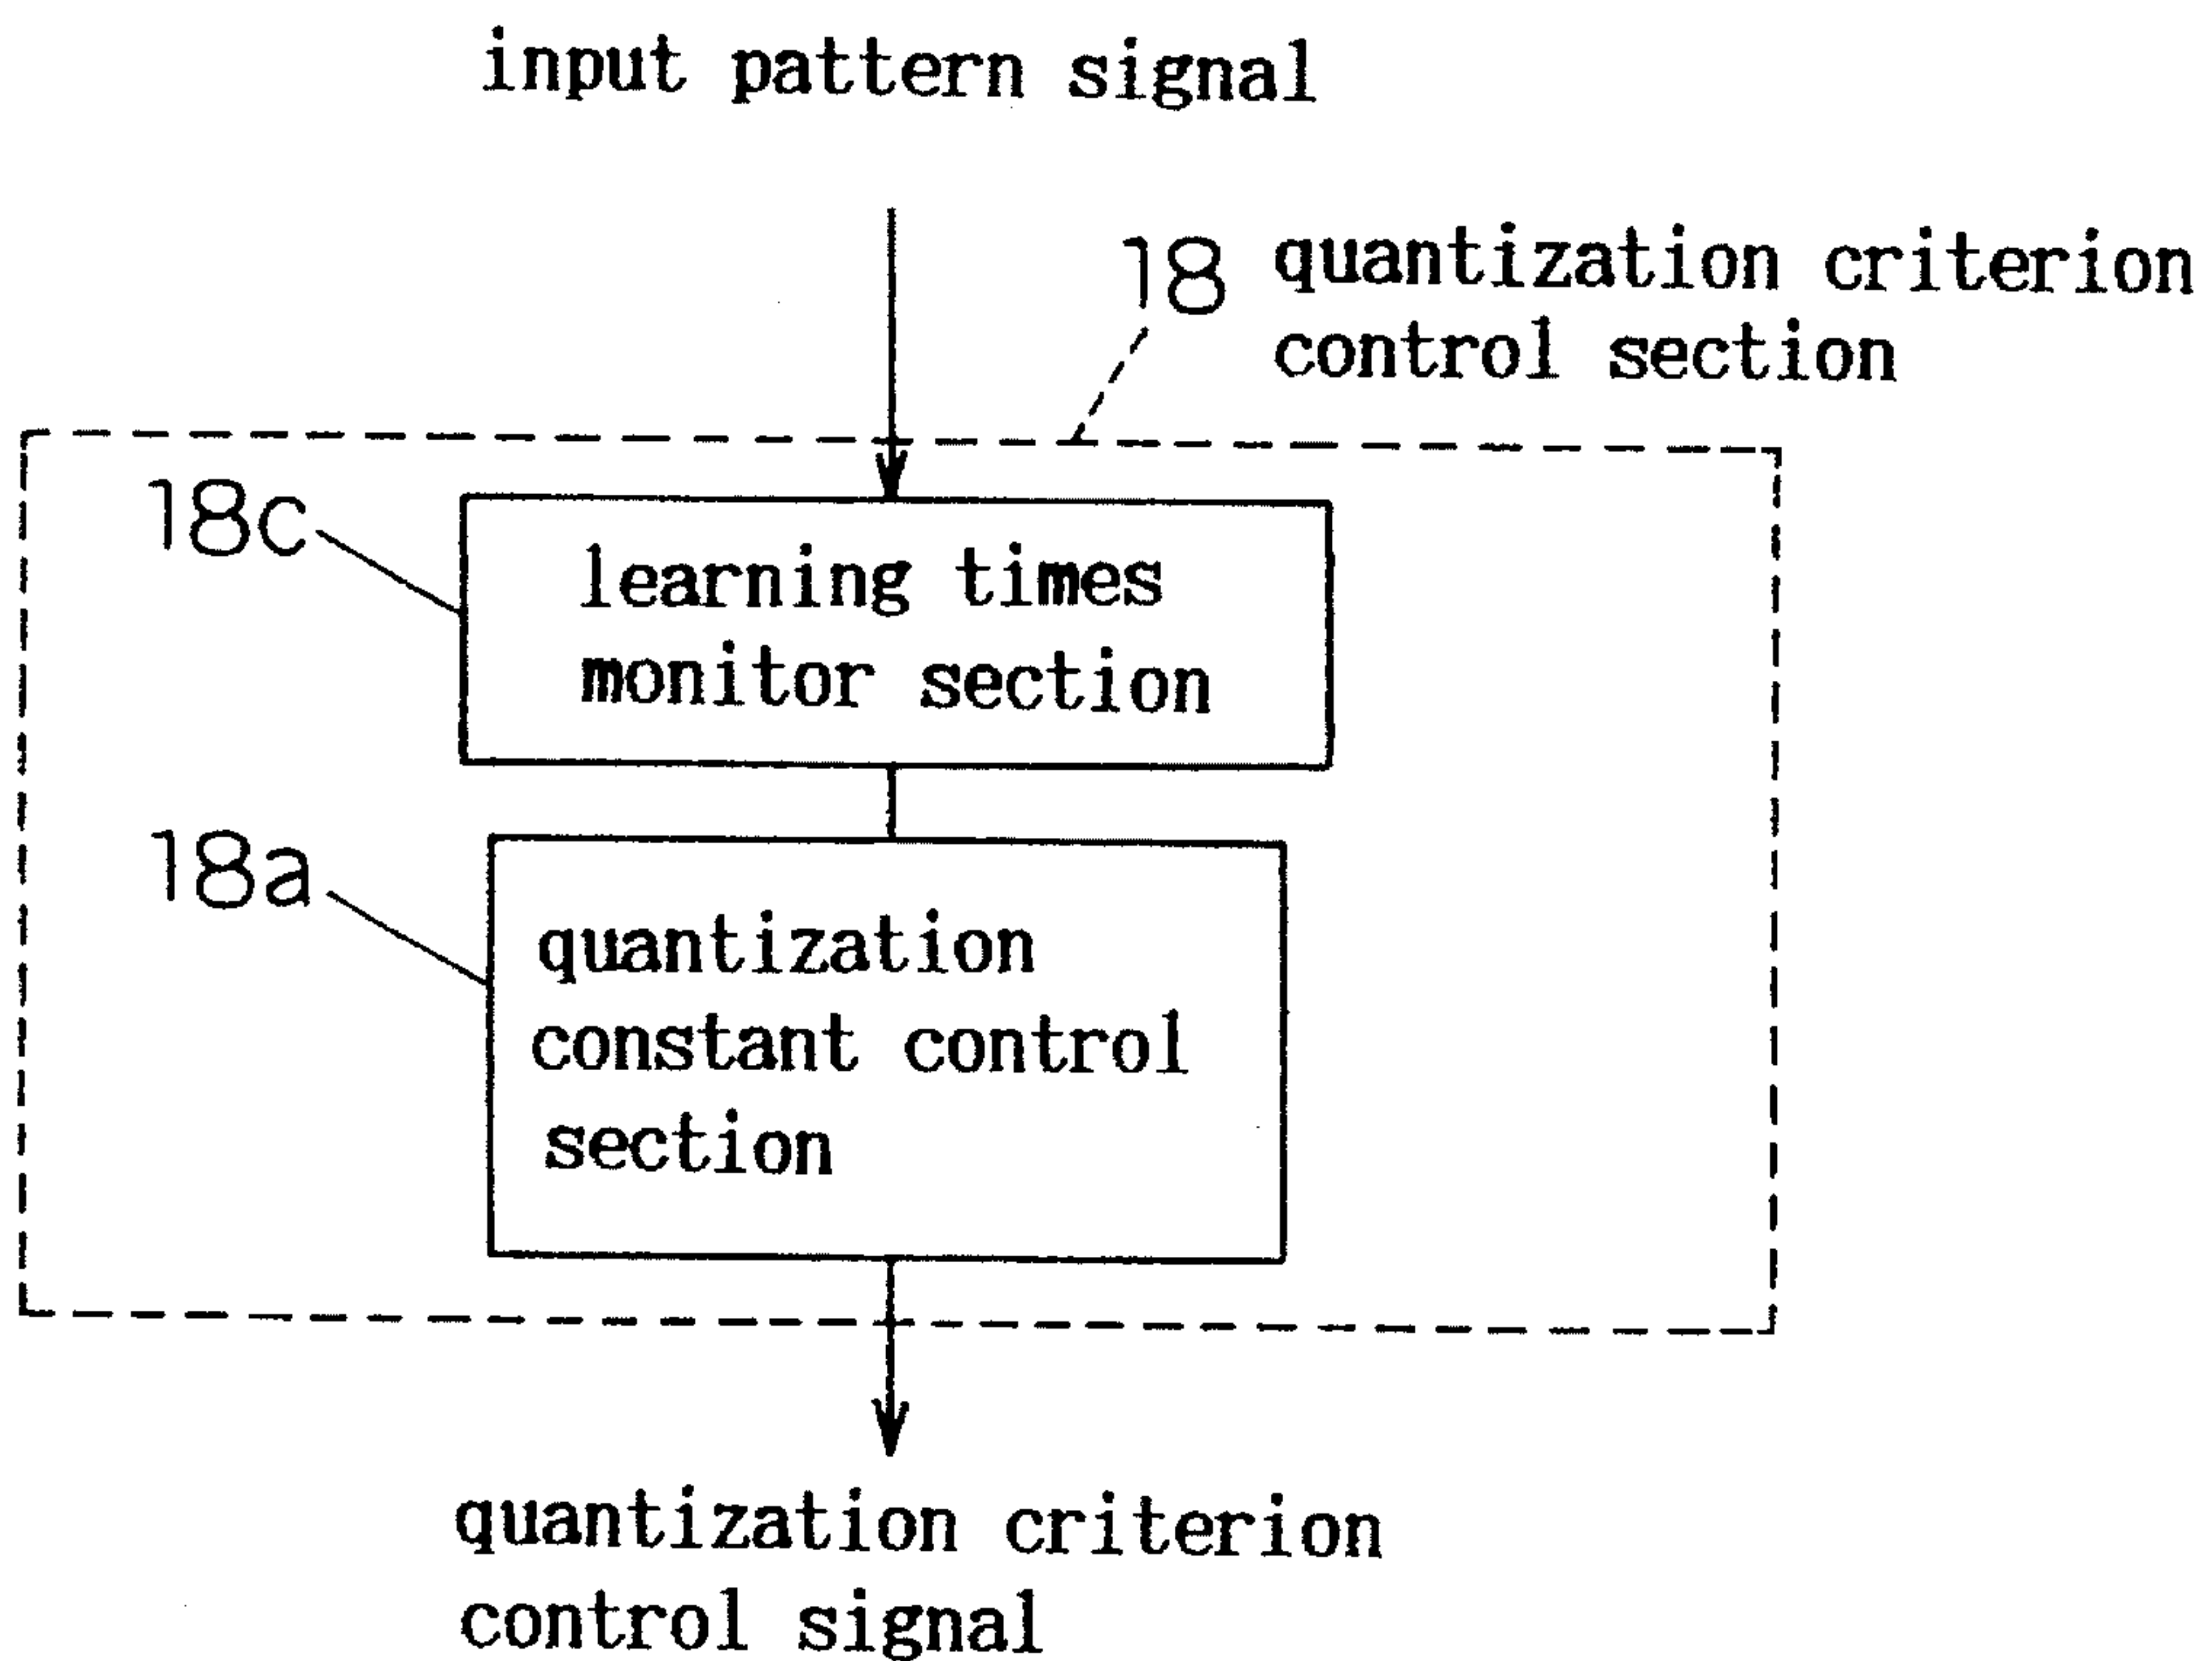 input pattern signal
18 quantization criterion
control section
18c
learning times
monitor section
18a
quantization
constant control
section
quantization criterion
control signal